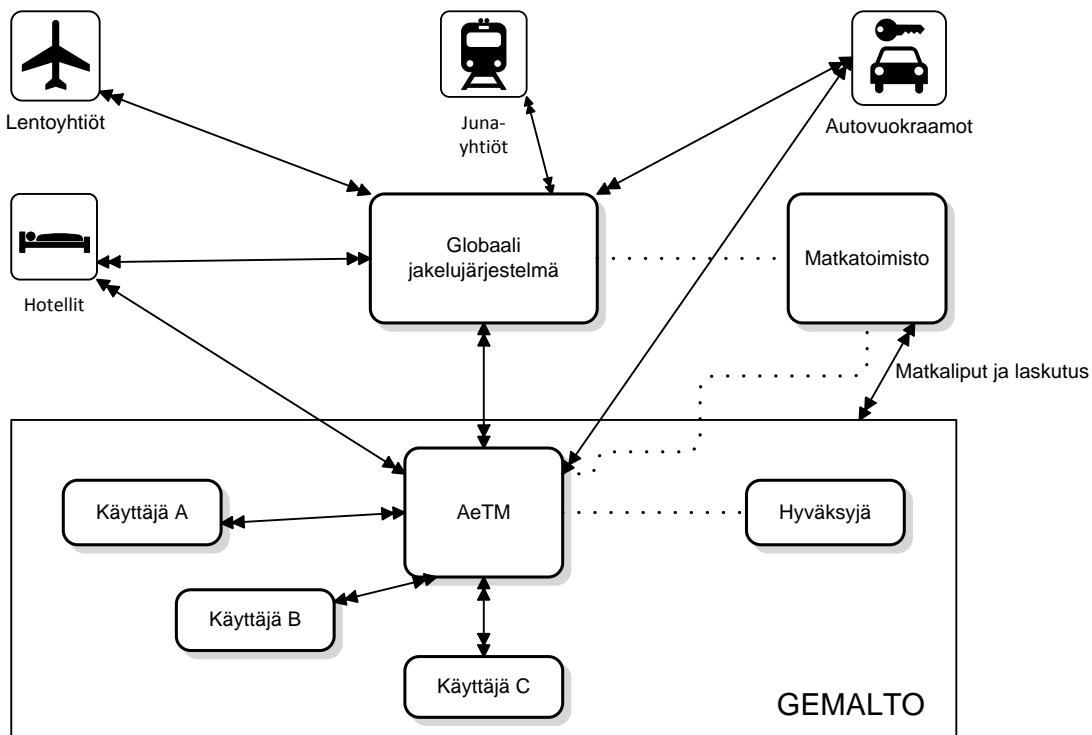 Lentoyhtiöt
Juna-
yhtiöt
Autovuokraamot
Globaali
jakelujärjestelmä
Matkatoimisto
Hotellit
Matkaliput ja laskutus
Käyttäjä A
AeTM
Hyväksyjä
Käyttäjä B
Käyttäjä C
GEMALTO